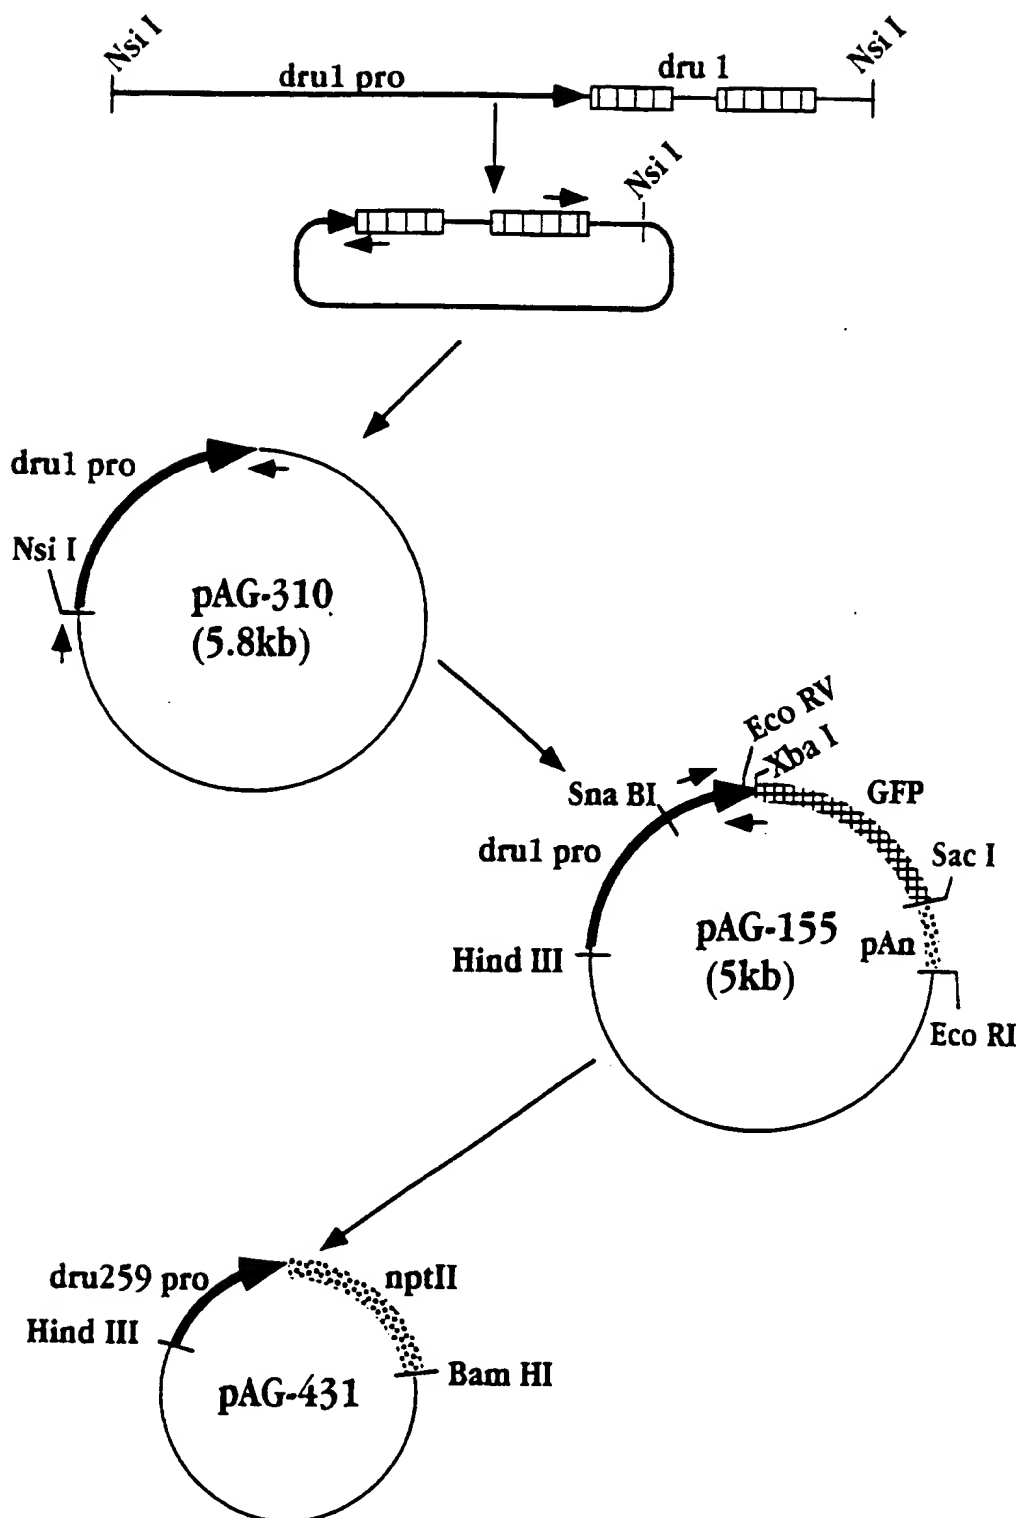 Nsi I
Nsi I
dru1 pro
dru 1
Nsi I
dru1 pro
Nsi I
pAG-310
(5.8kb)
Eco RV
Xba I
Sna BI
GFP
dru1 pro
Sac I
pAG-155
(5kb)
pAn
Hind III
Eco RI
dru259 pro
nptII
Hind III
Bam HI
pAG-431